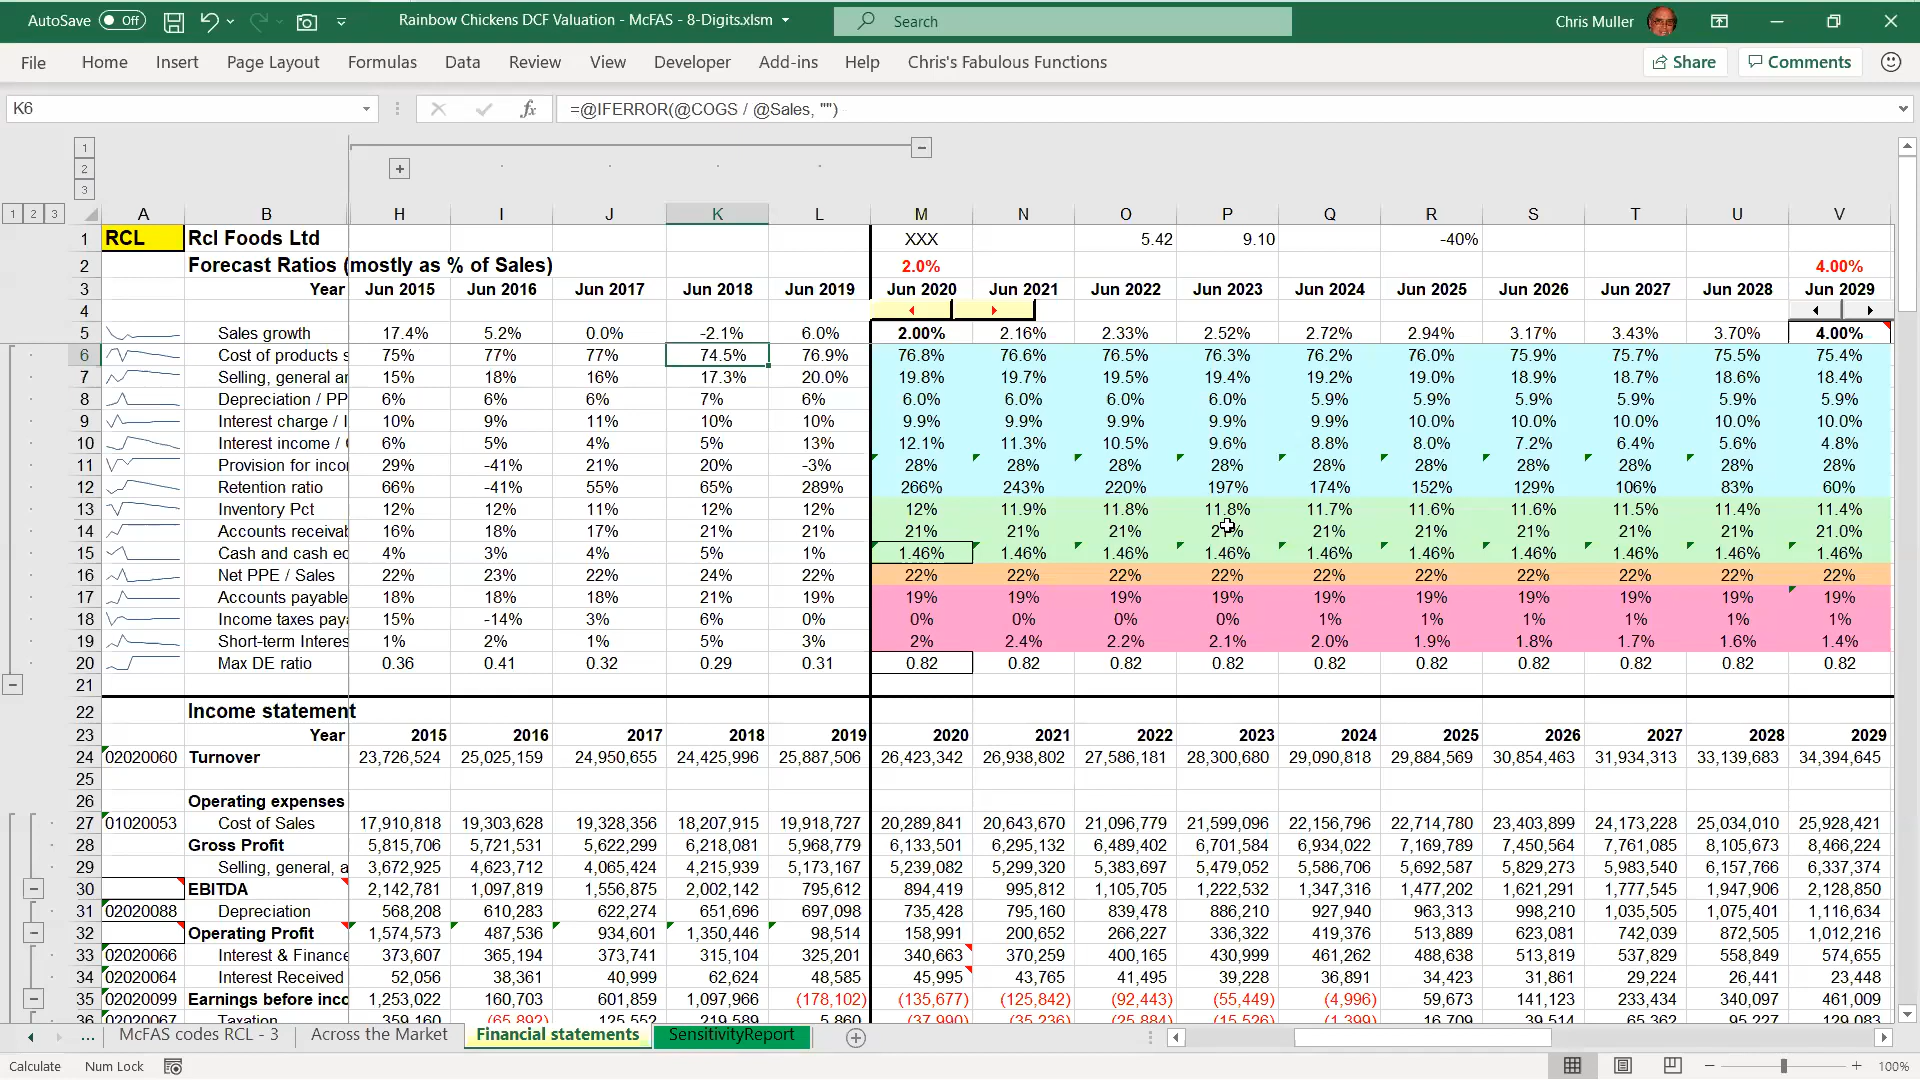 AutoSave Off Rainbow Chickens DCF Valuation - McFAS - 8-Digits.xlsm Search Chris Muller
File Home Insert Page Layout Formulas Data Review View Developer Add-ins Help Chris's Fabulous Functions Share Comments
K6 fx =@IFERROR(@COGS / @Sales, "")
1
2
3
1 2 3 A B H I J K L M N O P Q R S T U V
1 RCL Rcl Foods Ltd XXX 5.42 9.10 -40%
2 Forecast Ratios (mostly as % of Sales) 2.0% 4.00%
3 Year Jun 2015 Jun 2016 Jun 2017 Jun 2018 Jun 2019 Jun 2020 Jun 2021 Jun 2022 Jun 2023 Jun 2024 Jun 2025 Jun 2026 Jun 2027 Jun 2028 Jun 2029
4
5 Sales growth 17.4% 5.2% 0.0% -2.1% 6.0% 2.00% 2.16% 2.33% 2.52% 2.72% 2.94% 3.17% 3.43% 3.70% 4.00%
6 Cost of products s 75% 77% 77% 74.5% 76.9% 76.8% 76.6% 76.5% 76.3% 76.2% 76.0% 75.9% 75.7% 75.5% 75.4%
7 Selling, general ar 15% 18% 16% 17.3% 20.0% 19.8% 19.7% 19.5% 19.4% 19.2% 19.0% 18.9% 18.7% 18.6% 18.4%
8 Depreciation / PP 6% 6% 6% 7% 6% 6.0% 6.0% 6.0% 6.0% 5.9% 5.9% 5.9% 5.9% 5.9% 5.9%
9 Interest charge / I 10% 9% 11% 10% 10% 9.9% 9.9% 9.9% 9.9% 9.9% 10.0% 10.0% 10.0% 10.0% 10.0%
10 Interest income / 6% 5% 4% 5% 13% 12.1% 11.3% 10.5% 9.6% 8.8% 8.0% 7.2% 6.4% 5.6% 4.8%
11 Provision for incor 29% -41% 21% 20% -3% 28% 28% 28% 28% 28% 28% 28% 28% 28% 28%
12 Retention ratio 66% -41% 55% 65% 289% 266% 243% 220% 197% 174% 152% 129% 106% 83% 60%
13 Inventory Pct 12% 12% 11% 12% 12% 12% 11.9% 11.8% 11.8% 11.7% 11.6% 11.6% 11.5% 11.4% 11.4%
14 Accounts receivab 16% 18% 17% 21% 21% 21% 21% 21% 21% 21% 21% 21% 21% 21% 21.0%
15 Cash and cash ec 4% 3% 4% 5% 1% 1.46% 1.46% 1.46% 1.46% 1.46% 1.46% 1.46% 1.46% 1.46% 1.46%
16 Net PPE / Sales 22% 23% 22% 24% 22% 22% 22% 22% 22% 22% 22% 22% 22% 22% 22%
17 Accounts payable 18% 18% 18% 21% 19% 19% 19% 19% 19% 19% 19% 19% 19% 19% 19%
18 Income taxes pay 15% -14% 3% 6% 0% 0% 0% 0% 0% 1% 1% 1% 1% 1% 1%
19 Short-term Interes 1% 2% 1% 5% 3% 2% 2.4% 2.2% 2.1% 2.0% 1.9% 1.8% 1.7% 1.6% 1.4%
20 Max DE ratio 0.36 0.41 0.32 0.29 0.31 0.82 0.82 0.82 0.82 0.82 0.82 0.82 0.82 0.82 0.82
21
22 Income statement
23 Year 2015 2016 2017 2018 2019 2020 2021 2022 2023 2024 2025 2026 2027 2028 2029
24 02020060 Turnover 23,726,524 25,025,159 24,950,655 24,425,996 25,887,506 26,423,342 26,938,802 27,586,181 28,300,680 29,090,818 29,884,569 30,854,463 31,934,313 33,139,683 34,394,645
25
26 Operating expenses
27 01020053 Cost of Sales 17,910,818 19,303,628 19,328,356 18,207,915 19,918,727 20,289,841 20,643,670 21,096,779 21,599,096 22,156,796 22,714,780 23,403,899 24,173,228 25,034,010 25,928,421
28 Gross Profit 5,815,706 5,721,531 5,622,299 6,218,081 5,968,779 6,133,501 6,295,132 6,489,402 6,701,584 6,934,022 7,169,789 7,450,564 7,761,085 8,105,673 8,466,224
29 Selling, general, a 3,672,925 4,623,712 4,065,424 4,215,939 5,173,167 5,239,082 5,299,320 5,383,697 5,479,052 5,586,706 5,692,587 5,829,273 5,983,540 6,157,766 6,337,374
30 EBITDA 2,142,781 1,097,819 1,556,875 2,002,142 795,612 894,419 995,812 1,105,705 1,222,532 1,347,316 1,477,202 1,621,291 1,777,545 1,947,906 2,128,850
31 02020088 Depreciation 568,208 610,283 622,274 651,696 697,098 735,428 795,160 839,478 886,210 927,940 963,313 998,210 1,035,505 1,075,401 1,116,634
32 Operating Profit 1,574,573 487,536 934,601 1,350,446 98,514 158,991 200,652 266,227 336,322 419,376 513,889 623,081 742,039 872,505 1,012,216
33 02020066 Interest & Finance 373,607 365,194 373,741 315,104 325,201 340,663 370,259 400,165 430,999 461,262 488,638 513,819 537,829 558,849 574,655
34 02020064 Interest Received 52,056 38,361 40,999 62,624 48,585 45,995 43,765 41,495 39,228 36,891 34,423 31,861 29,224 26,441 23,448
35 02020099 Earnings before inco 1,253,022 160,703 601,859 1,097,966 (178,102) (135,677) (125,842) (92,443) (55,449) (4,996) 59,673 141,123 233,434 340,097 461,009
36 02020067 Taxation 359,160 (65,892) 125,552 219,589 5,860 (37,990) (35,236) (25,884) (15,526) (1,399) 16,709 39,514 65,362 95,227 129,083
... McFAS codes RCL - 3 Across the Market Financial statements SensitivityReport
Calculate Num Lock 100%